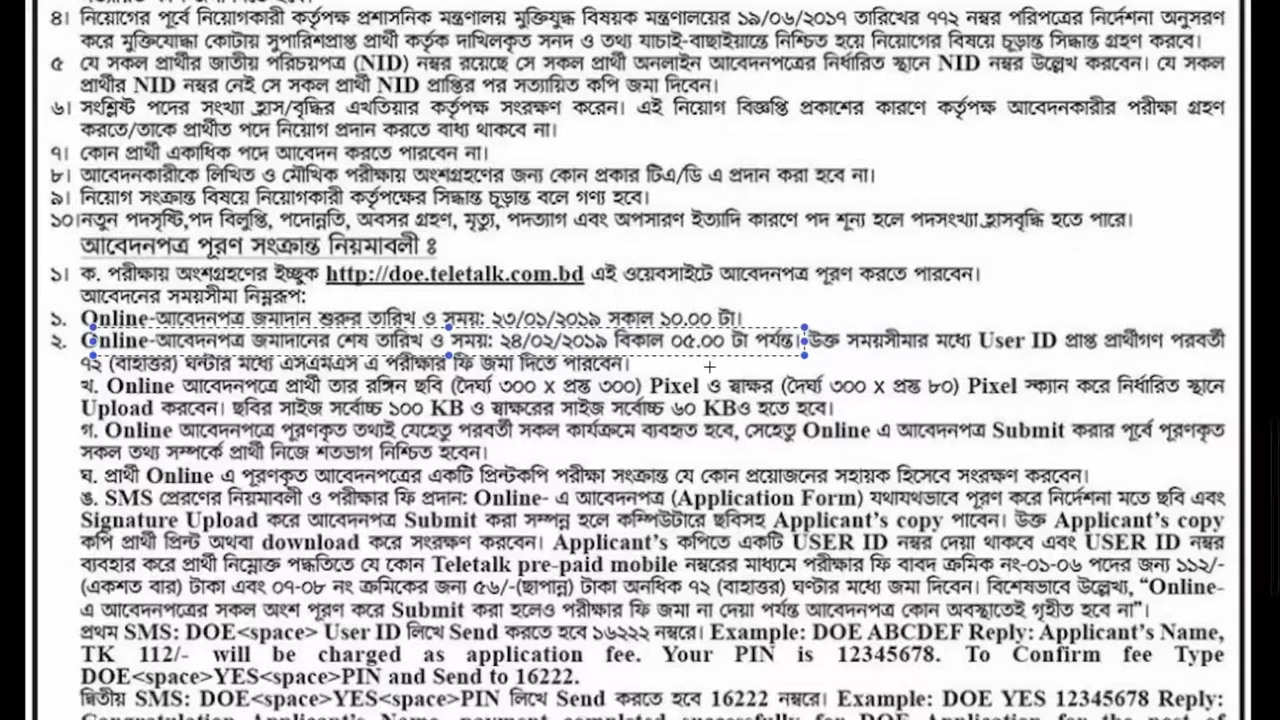 ৪। নিয়োগের পূর্বে নিয়োগকারী কর্তৃপক্ষ প্রশাসনিক মন্ত্রণালয় মুক্তিযুদ্ধ বিষয়ক মন্ত্রণালয়ের ১৯/০৬/২০১৭ তারিখের ৭৭২ নম্বর পরিপত্রের নির্দেশনা অনুসরণ
করে মুক্তিযোদ্ধা কোটায় সুপারিশপ্রাপ্ত প্রার্থী কর্তৃক দাখিলকৃত সনদ ও তথ্য যাচাই-বাছাইয়ান্তে নিশ্চিত হয়ে নিয়োগের বিষয়ে চূড়ান্ত সিদ্ধান্ত গ্রহণ করবে।
৫ যে সকল প্রার্থীর জাতীয় পরিচয়পত্র (NID) নম্বর রয়েছে সে সকল প্রার্থী অনলাইন আবেদনপত্রের নির্ধারিত স্থানে NID নম্বর উল্লেখ করবেন। যে সকল
প্রার্থীর NID নম্বর নেই সে সকল প্রার্থী NID প্রাপ্তির পর সত্যায়িত কপি জমা দিবেন।
৬। সংশ্লিষ্ট পদের সংখ্যা হ্রাস/বৃদ্ধির এখতিয়ার কর্তৃপক্ষ সংরক্ষণ করেন। এই নিয়োগ বিজ্ঞপ্তি প্রকাশের কারণে কর্তৃপক্ষ আবেদনকারীর পরীক্ষা গ্রহণ
করতে/তাকে প্রার্থীত পদে নিয়োগ প্রদান করতে বাধ্য থাকবে না।
৭। কোন প্রার্থী একাধিক পদে আবেদন করতে পারবেন না।
৮। আবেদনকারীকে লিখিত ও মৌখিক পরীক্ষায় অংশগ্রহণের জন্য কোন প্রকার টিএ/ডি এ প্রদান করা হবে না।
৯। নিয়োগ সংক্রান্ত বিষয়ে নিয়োগকারী কর্তৃপক্ষের সিদ্ধান্ত চূড়ান্ত বলে গণ্য হবে।
১০।নতুন পদসৃষ্টি,পদ বিলুপ্তি, পদোন্নতি, অবসর গ্রহণ, মৃত্যু, পদত্যাগ এবং অপসারণ ইত্যাদি কারণে পদ শূন্য হলে পদসংখ্যা হ্রাসবৃদ্ধি হতে পারে।
আবেদনপত্র পূরণ সংক্রান্ত নিয়মাবলী ঃ
১। ক. পরীক্ষায় অংশগ্রহণের ইচ্ছুক http://doe.teletalk.com.bd এই ওয়েবসাইটে আবেদনপত্র পূরণ করতে পারবেন।
আবেদনের সময়সীমা নিম্নরূপ:
১. Online-আবেদনপত্র জমাদান শুরুর তারিখ ও সময়: ২৩/০১/২০১৯ সকাল ১০.০০ টা।
২. Online-আবেদনপত্র জমাদানের শেষ তারিখ ও সময়: ২৪/০২/২০১৯ বিকাল ০৫.০০ টা পর্যন্ত। উক্ত সময়সীমার মধ্যে User ID প্রাপ্ত প্রার্থীগণ পরবর্তী
৭২ (বাহাত্তর) ঘন্টার মধ্যে এসএমএস এ পরীক্ষার ফি জমা দিতে পারবেন।
খ. Online আবেদনপত্রে প্রার্থী তার রঙ্গিন ছবি (দৈর্ঘ্য ৩০০ X প্রস্ত ৩০০) Pixel ও স্বাক্ষর (দৈর্ঘ্য ৩০০ X প্রস্ত ৮০) Pixel স্ক্যান করে নির্ধারিত স্থানে
Upload করবেন। ছবির সাইজ সর্বোচ্চ ১০০ KB ও স্বাক্ষরের সাইজ সর্বোচ্চ ৬০ KBও হতে হবে।
গ. Online আবেদনপত্রে পূরণকৃত তথ্যই যেহেতু পরবর্তী সকল কার্যক্রমে ব্যবহৃত হবে, সেহেতু Online এ আবেদনপত্র Submit করার পূর্বে পূরণকৃত
সকল তথ্য সম্পর্কে প্রার্থী নিজে শতভাগ নিশ্চিত হবেন।
ঘ. প্রার্থী Online এ পূরণকৃত আবেদনপত্রের একটি প্রিন্টকপি পরীক্ষা সংক্রান্ত যে কোন প্রয়োজনের সহায়ক হিসেবে সংরক্ষণ করবেন।
ঙ. SMS প্রেরণের নিয়মাবলী ও পরীক্ষার ফি প্রদান: Online- এ আবেদনপত্র (Application Form) যথাযথভাবে পূরণ করে নির্দেশনা মতে ছবি এবং
Signature Upload করে আবেদনপত্র Submit করা সম্পন্ন হলে কম্পিউটারে ছবিসহ Applicant’s copy পাবেন। উক্ত Applicant’s copy
কপি প্রার্থী প্রিন্ট অথবা download করে সংরক্ষণ করবেন। Applicant’s কপিতে একটি USER ID নম্বর দেয়া থাকবে এবং USER ID নম্বর
ব্যবহার করে প্রার্থী নিম্নোক্ত পদ্ধতিতে যে কোন Teletalk pre-paid mobile নম্বরের মাধ্যমে পরীক্ষার ফি বাবদ ক্রমিক নং-০১-০৬ পদের জন্য ১১২/-
(একশত বার) টাকা এবং ০৭-০৮ নং ক্রমিকের জন্য ৫৬/-(ছাপান্ন) টাকা অনধিক ৭২ (বাহাত্তর) ঘণ্টার মধ্যে জমা দিবেন। বিশেষভাবে উল্লেখ্য, “Online-
এ আবেদনপত্রের সকল অংশ পূরণ করে Submit করা হলেও পরীক্ষার ফি জমা না দেয়া পর্যন্ত আবেদনপত্র কোন অবস্থাতেই গৃহীত হবে না”।
প্রথম SMS: DOE<space> User ID লিখে Send করতে হবে ১৬২২২ নম্বরে। Example: DOE ABCDEF Reply: Applicant’s Name,
TK 112/- will be charged as application fee. Your PIN is 12345678. To Confirm fee Type
DOE<space>YES<space>PIN and Send to 16222.
দ্বিতীয় SMS: DOE<space>YES<space>PIN লিখে Send করতে হবে 16222 নম্বরে। Example: DOE YES 12345678 Reply: